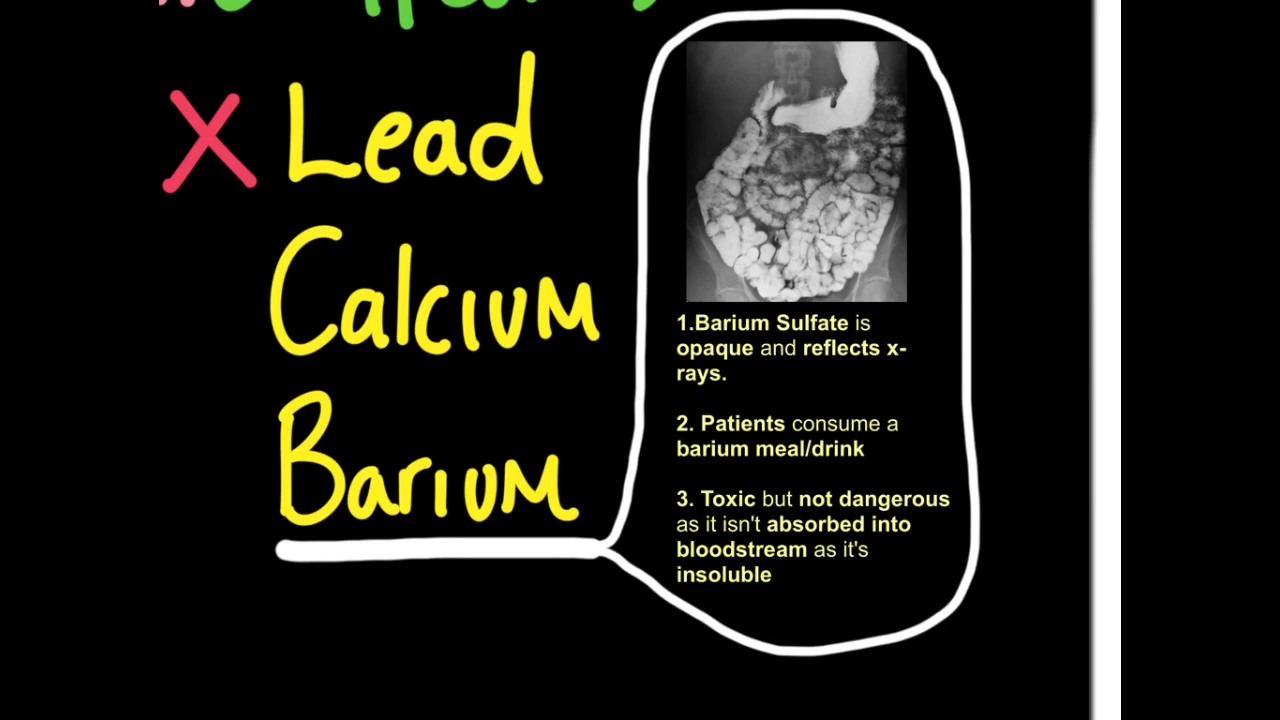 X Lead
Calcium
Barium
1.Barium Sulfate is
opaque and reflects x-
rays.
2. Patients consume a
barium meal/drink
3. Toxic but not dangerous
as it isn't absorbed into
bloodstream as it's
insoluble